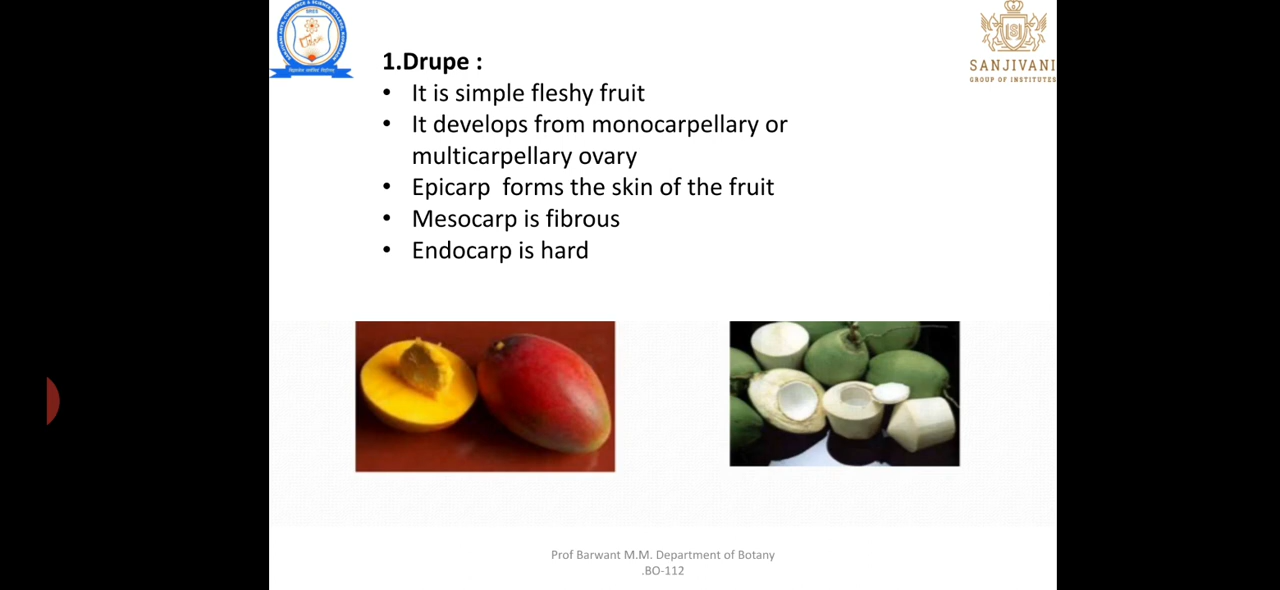 SANJIVANI
GROUP OF INSTITUTES
1.Drupe :
• It is simple fleshy fruit
• It develops from monocarpellary or
multicarpellary ovary
• Epicarp  forms the skin of the fruit
• Mesocarp is fibrous
• Endocarp is hard
Prof Barwant M.M. Department of Botany
.BO-112